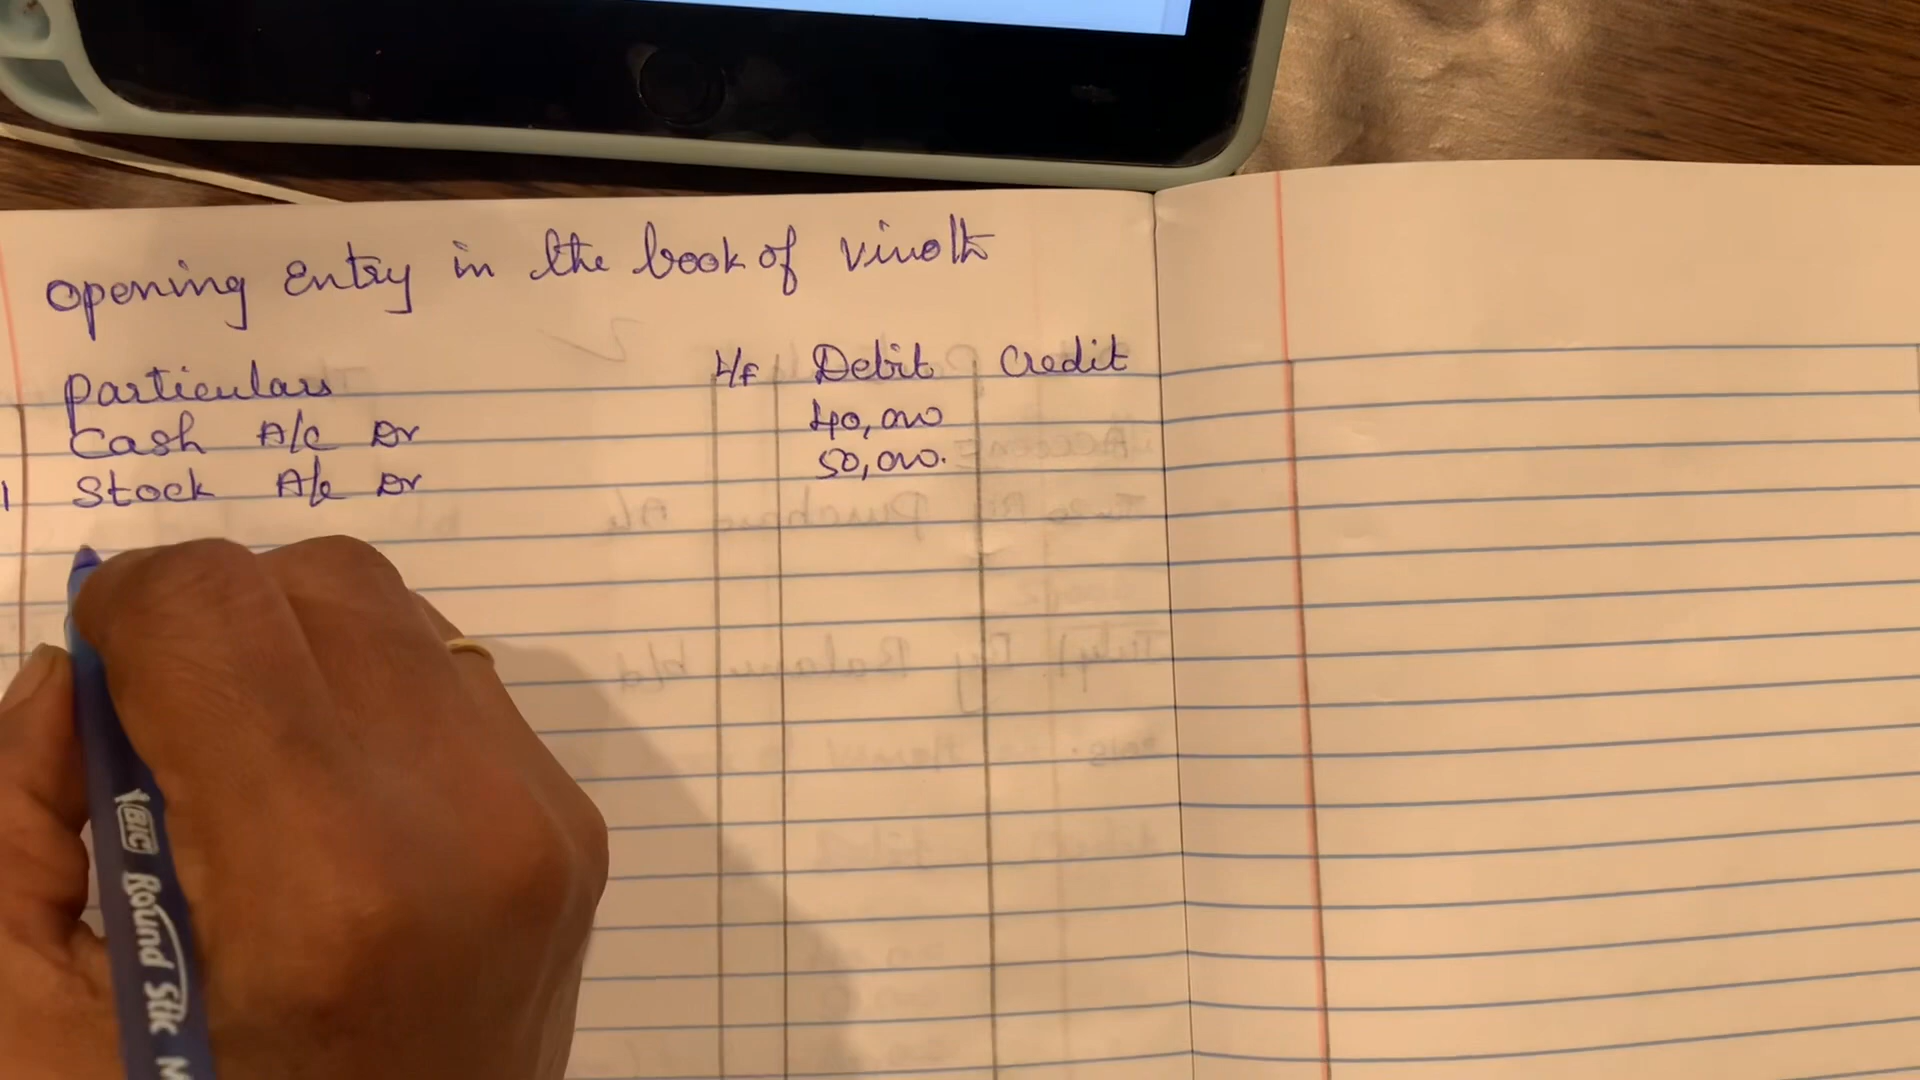 opening Entry in the book of Vinoth
Particulars L/F Debit Credit
Cash A/c Dr 40,000
1 Stock A/c Dr 50,000.
BIC Round Stic M